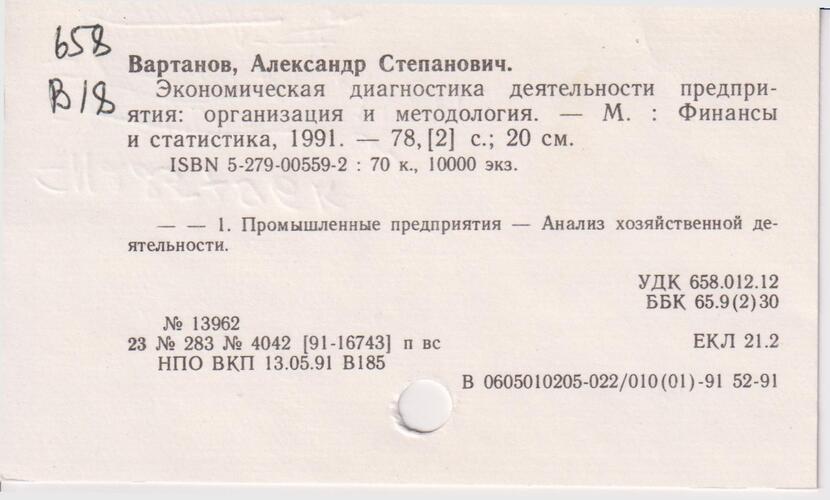 658
В18
Вартанов, Александр Степанович.
Экономическая диагностика деятельности предпри-
ятия: организация и методология. — М. : Финансы
и статистика, 1991. — 78, [2] с.; 20 см.
ISBN 5-279-00559-2 : 70 к., 10000 экз.
— — 1. Промышленные предприятия — Анализ хозяйственной де-
ятельности.
УДК 658.012.12
ББК 65.9(2)30
№ 13962
23 № 283 № 4042 [91-16743] п вс
ЕКЛ 21.2
НПО ВКП 13.05.91 В185
В 0605010205-022/010(01)-91 52-91